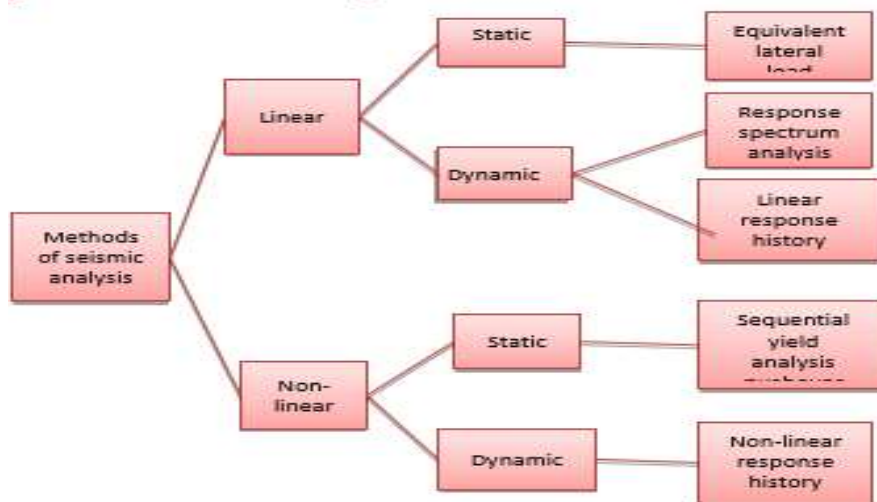 Methods
of seismic
analysis
Linear
Static
Equivalent
lateral
load
Dynamic
Response
spectrum
analysis
Linear
response
history
Non-
linear
Static
Sequential
yield
analysis
Dynamic
Non-linear
response
history